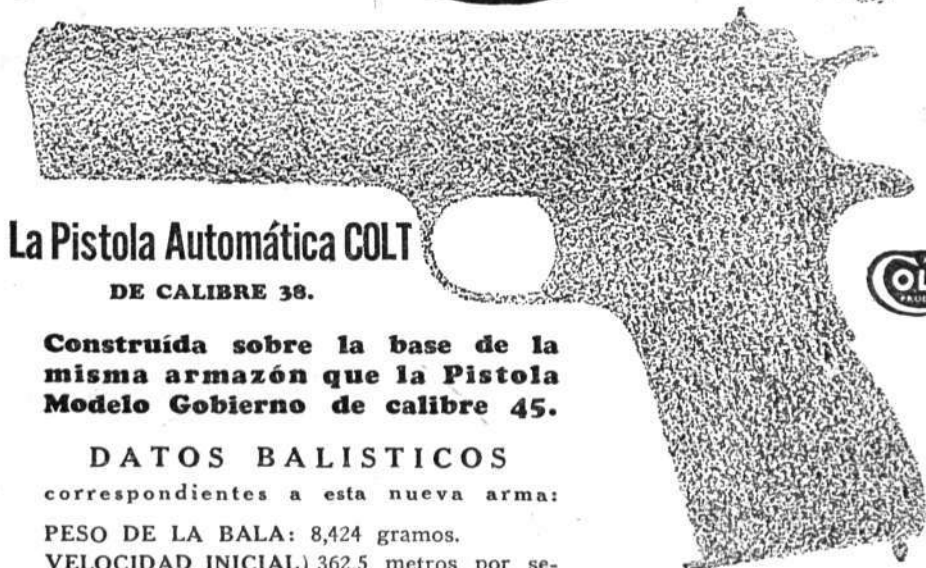 La Pistola Automática COLT
DE CALIBRE 38.
Construída sobre la base de la
misma armazón que la Pistola
Modelo Gobierno de calibre 45.
DATOS BALISTICOS
correspondientes a esta nueva arma:
PESO DE LA BALA: 8,424 gramos.
VELOCIDAD INICIAL) 362,5 metros por se-